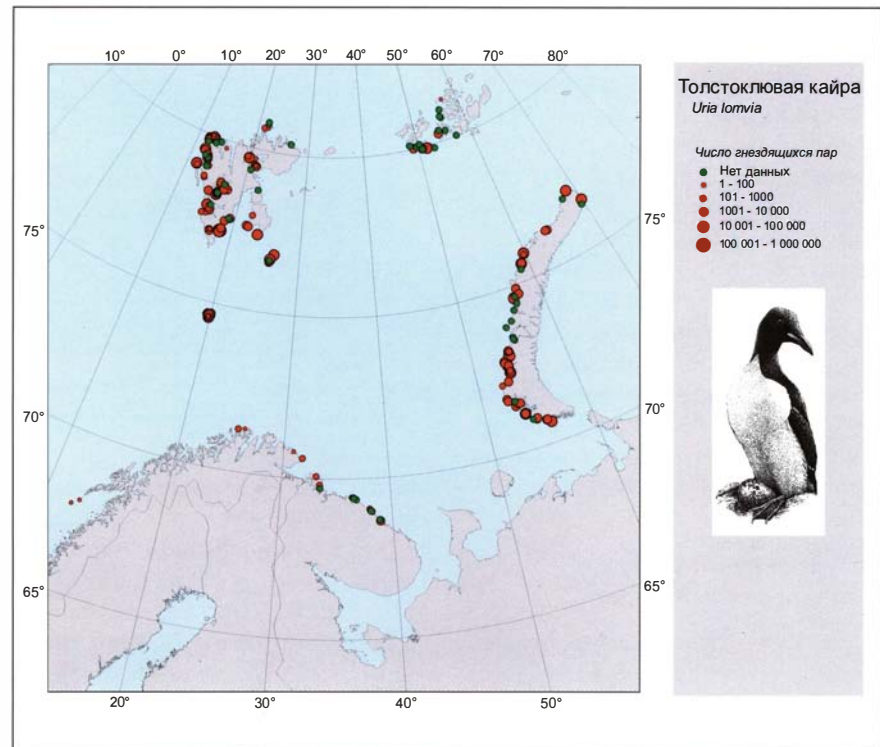 10° 0° 10° 20° 30° 40° 50° 60° 70° 80°
Толстоклювая кайра
Uria lomvia
Число гнездящихся пар
Нет данных
1 - 100
101 - 1000
1001 - 10 000
10 001 - 100 000
100 001 - 1 000 000
75° 75°
70° 70°
65° 65°
20° 30° 40° 50°